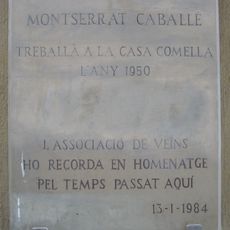 MONTSERRAT CABALLÉ
TREBALLÀ A LA CASA COMELLA
L'ANY 1950
L'ASSOCIACIÓ DE VEINS
HO RECORDA EN HOMENATGE
PEL TEMPS PASSAT AQUÍ
13-1-1984